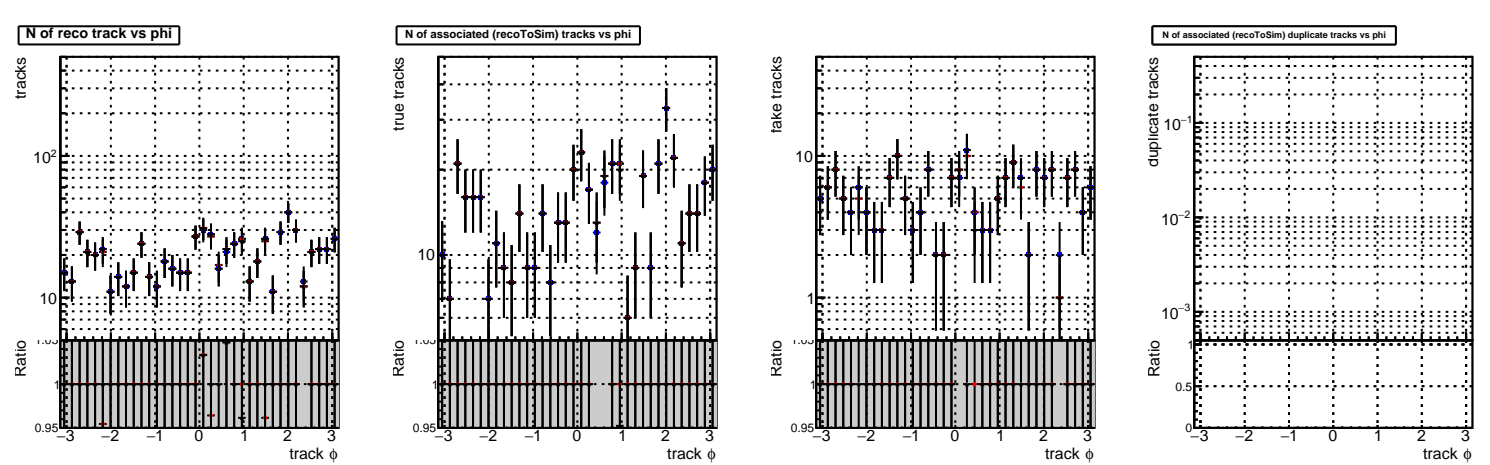 N of reco track vs phi
tracks
10²
10
Ratio
1
0.95
−3 −2 −1 0 1 2 3
track ϕ
N of associated (recoToSim) tracks vs phi
true tracks
10
Ratio
1
0.95
−3 −2 −1 0 1 2 3
track ϕ
fake tracks
10
1
Ratio
1
0.95
−3 −2 −1 0 1 2 3
track ϕ
N of associated (recoToSim) duplicate tracks vs phi
duplicate tracks
10⁻¹
10⁻²
10⁻³
Ratio
1
0.5
0
−3 −2 −1 0 1 2 3
track ϕ